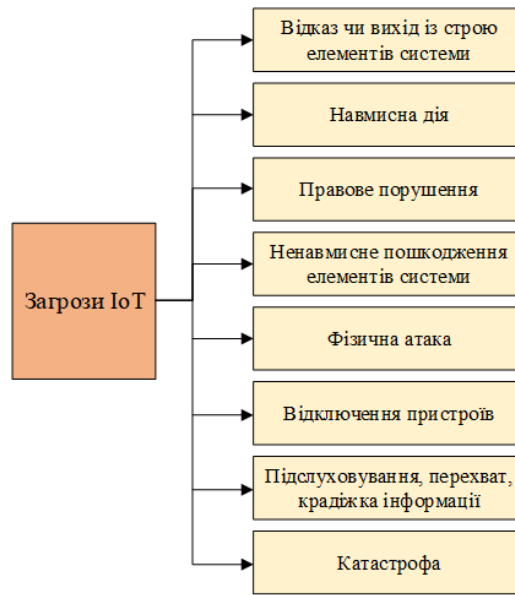 Загрози IoT
Відказ чи вихід із строю
елементів системи
Навмисна дія
Правове порушення
Ненавмисне пошкодження
елементів системи
Фізична атака
Відключення пристроїв
Підслуховування, перехват,
крадіжка інформації
Катастрофа